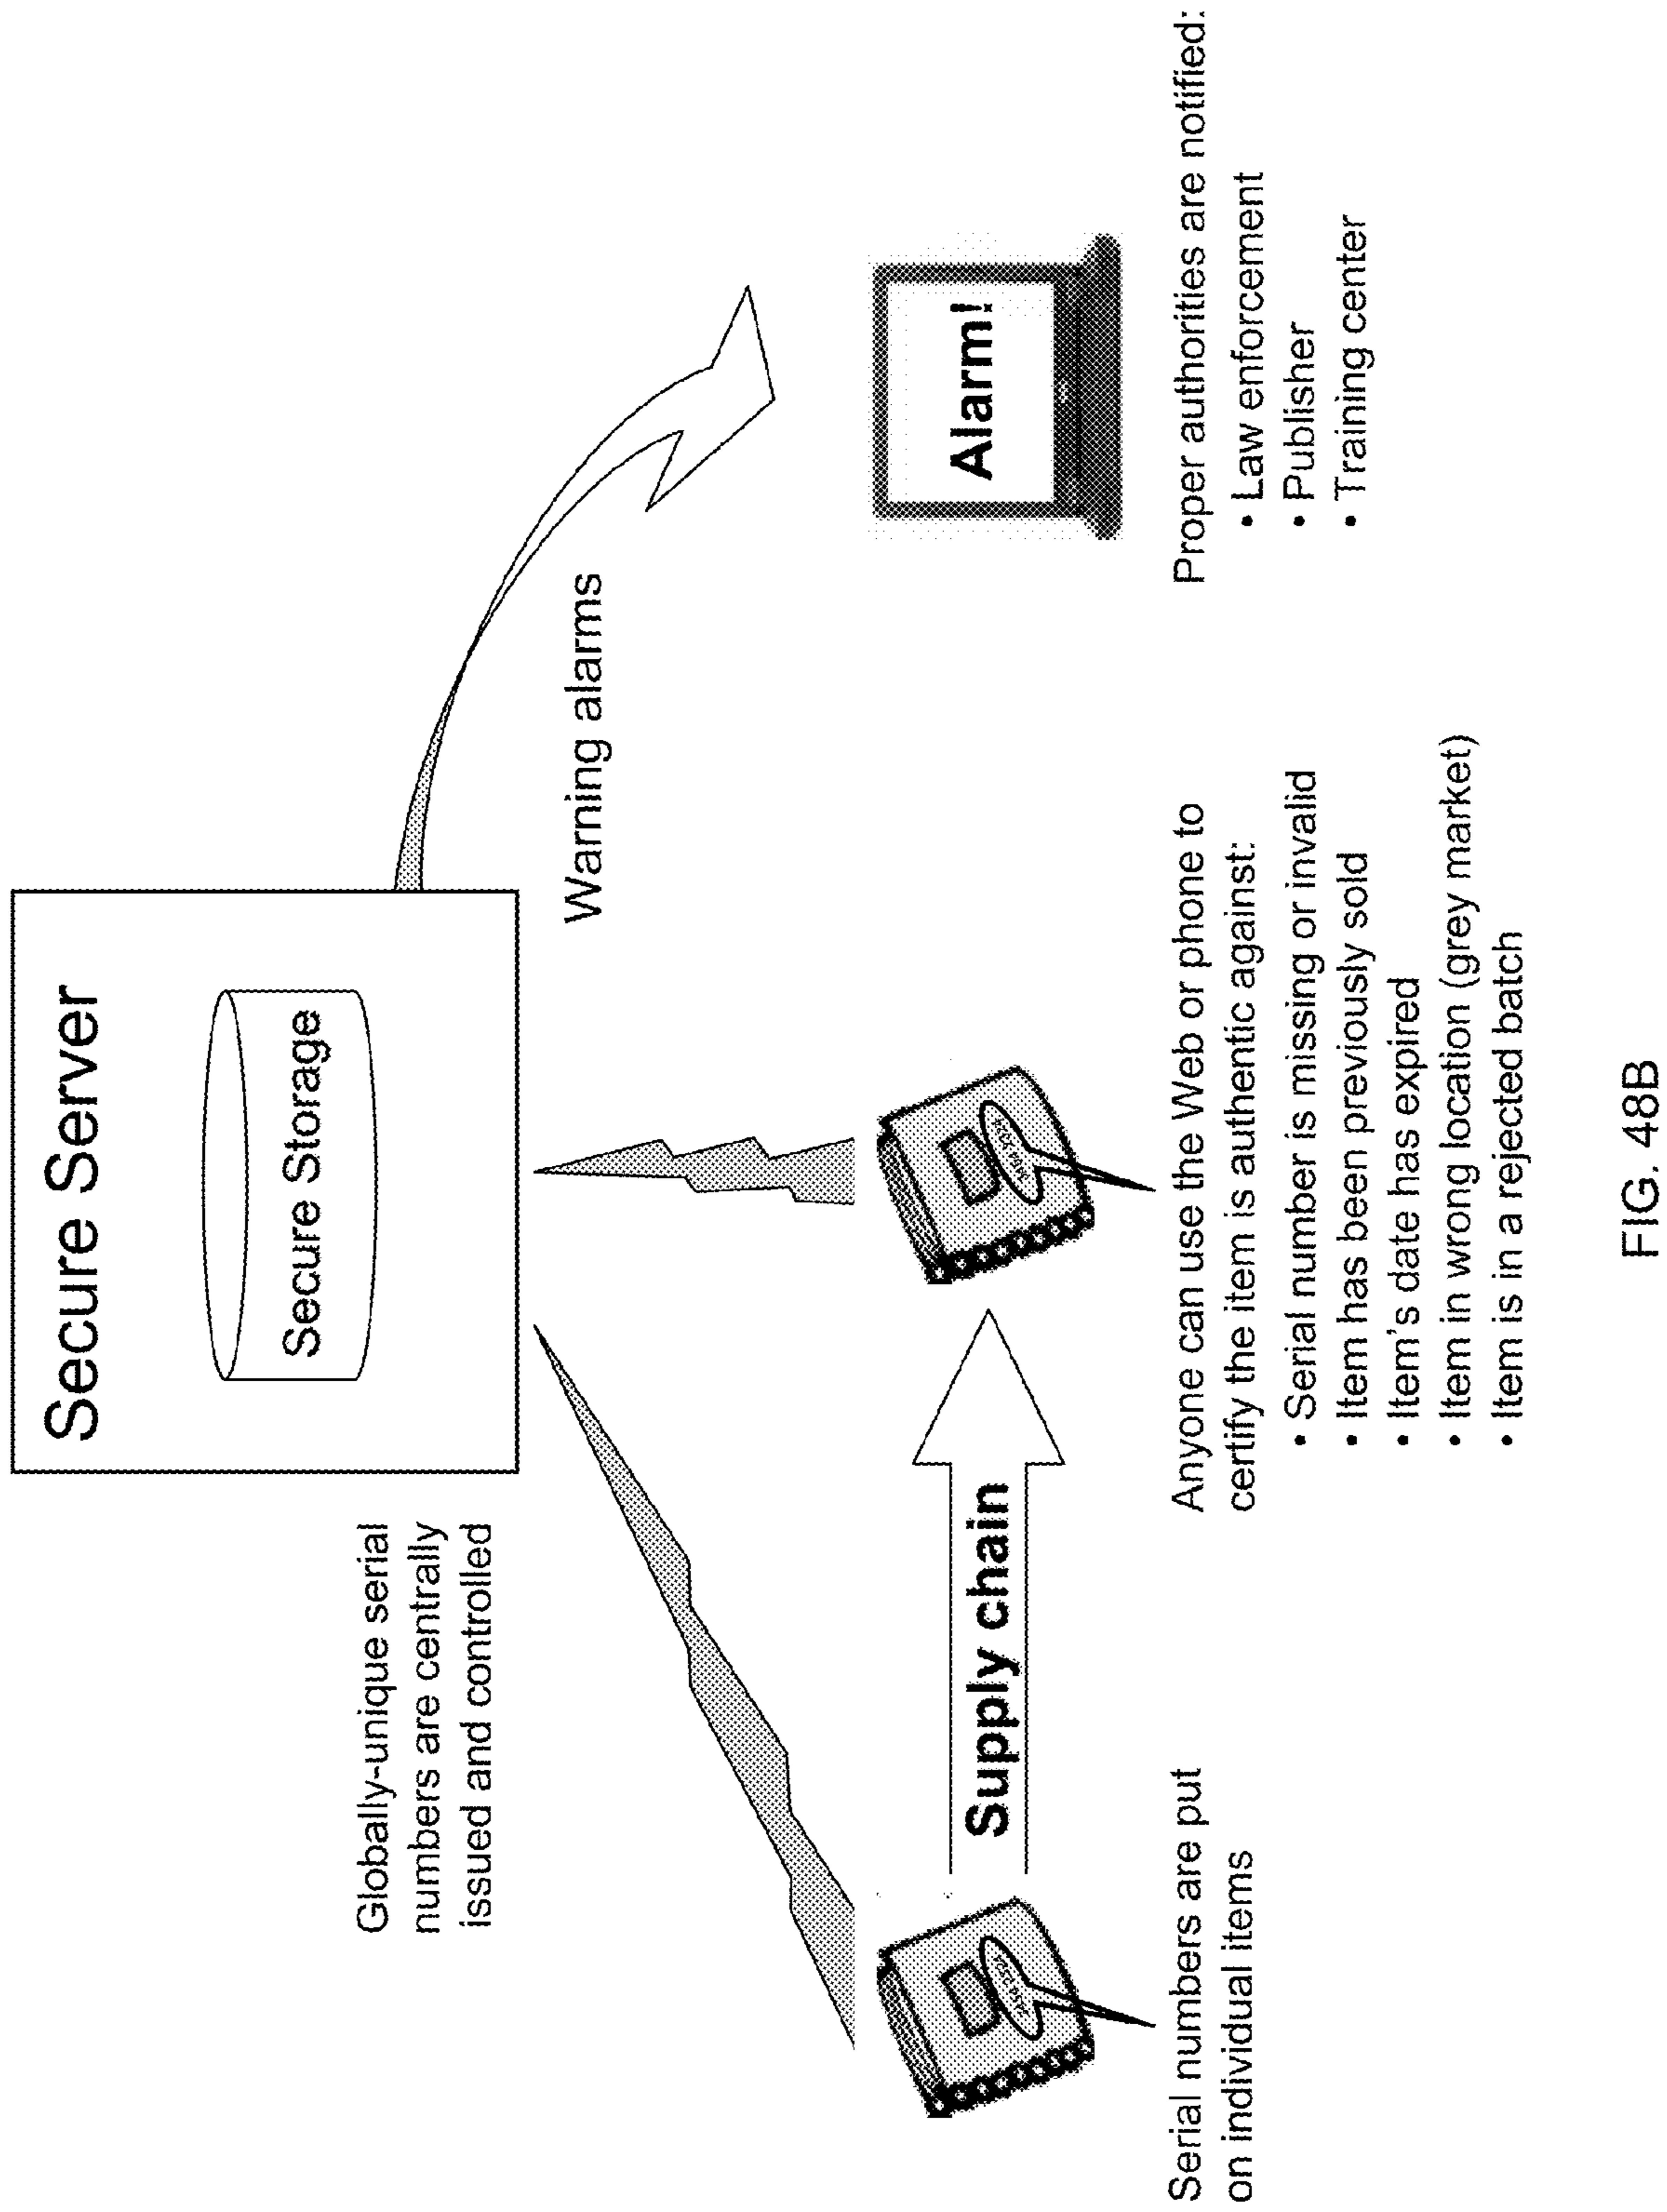 Secure Server
Secure Storage
Globally-unique serial
numbers are centrally
issued and controlled
Warning alarms
Supply chain
Alarm!
Serial numbers are put
on individual items
Anyone can use the Web or phone to
certify the item is authentic against:
• Serial number is missing or invalid
• Item has been previously sold
• Item's date has expired
• Item in wrong location (grey market)
• Item is in a rejected batch
Proper authorities are notified:
• Law enforcement
• Publisher
• Training center
FIG. 48B